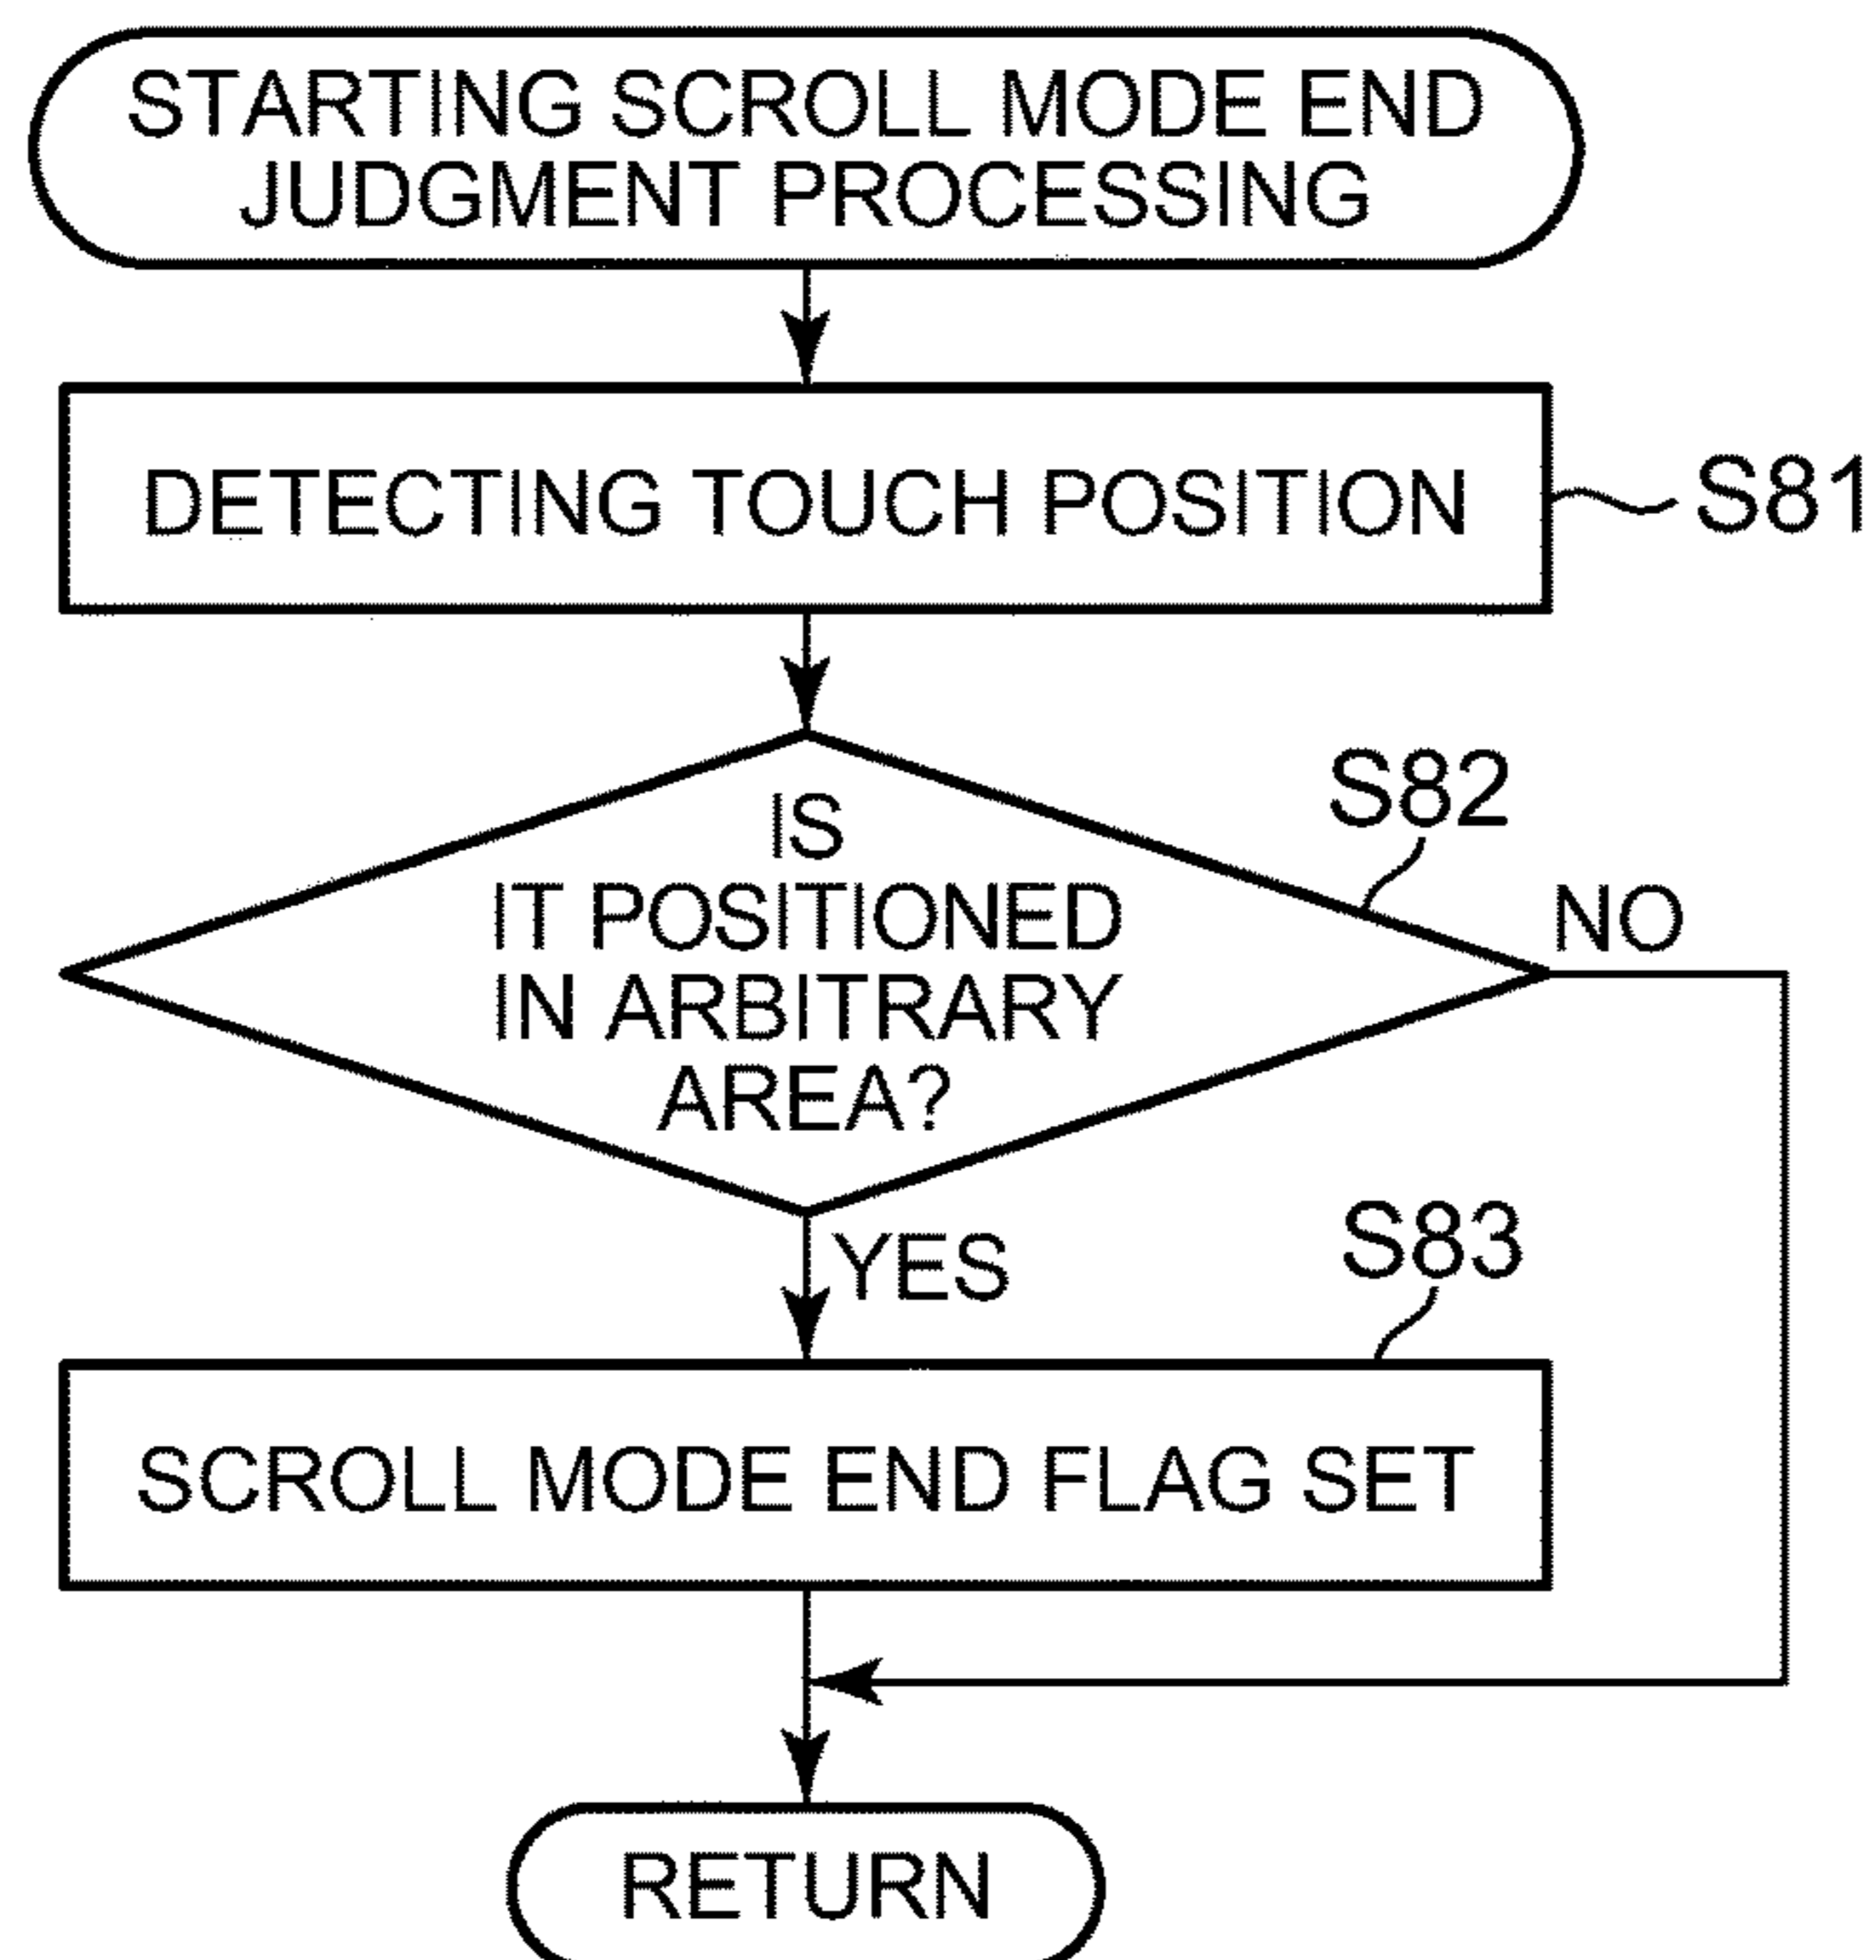 STARTING SCROLL MODE END
JUDGMENT PROCESSING
DETECTING TOUCH POSITION
S81
S82
IS
IT POSITIONED
IN ARBITRARY
AREA?
NO
YES
S83
SCROLL MODE END FLAG SET
RETURN